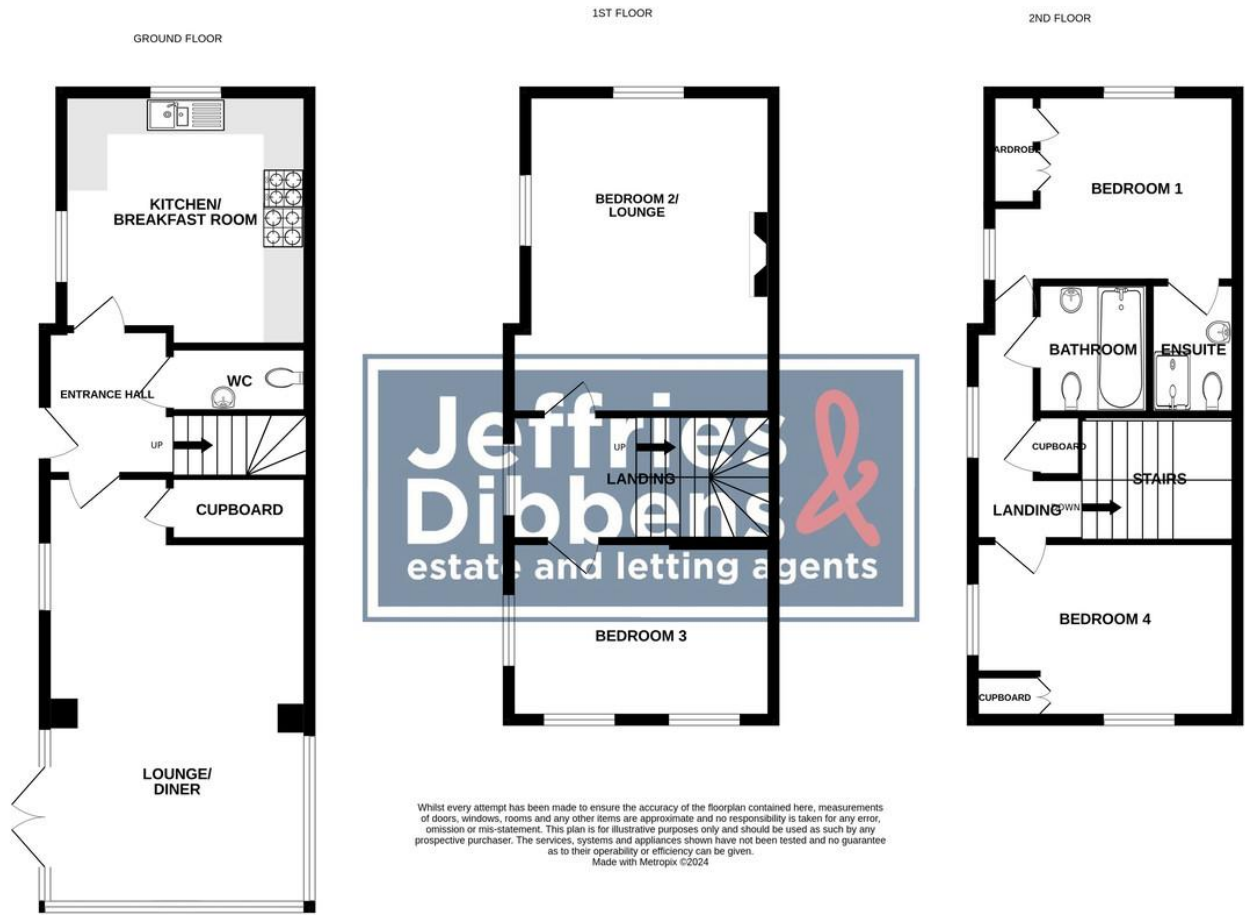 GROUND FLOOR
KITCHEN/
BREAKFAST ROOM
ENTRANCE HALL
WC
UP
CUPBOARD
LOUNGE/
DINER
1ST FLOOR
BEDROOM 2/
LOUNGE
UP
LANDING
BEDROOM 3
Jeffries
Dibbens &
estate and letting agents
2ND FLOOR
ARDROBE
BEDROOM 1
BATHROOM
ENSUITE
CUPBOARD
STAIRS
LANDING
DOWN
BEDROOM 4
CUPBOARD
Whilst every attempt has been made to ensure the accuracy of the floorplan contained here, measurements
of doors, windows, rooms and any other items are approximate and no responsibility is taken for any error,
omission or mis-statement. This plan is for illustrative purposes only and should be used as such by any
prospective purchaser. The services, systems and appliances shown have not been tested and no guarantee
as to their operability or efficiency can be given.
Made with Metropix ©2024